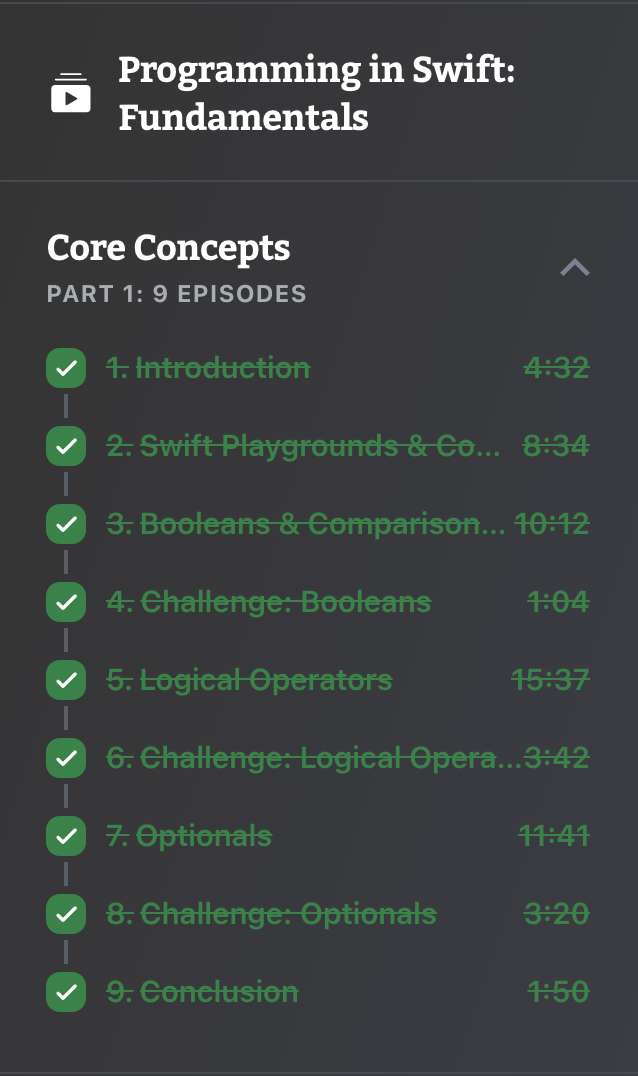 Programming in Swift:
Fundamentals
Core Concepts
PART 1: 9 EPISODES
1. Introduction 4:32
2. Swift Playgrounds & Co... 8:34
3. Booleans & Comparison... 10:12
4. Challenge: Booleans 1:04
5. Logical Operators 15:37
6. Challenge: Logical Opera... 3:42
7. Optionals 11:41
8. Challenge: Optionals 3:20
9. Conclusion 1:50